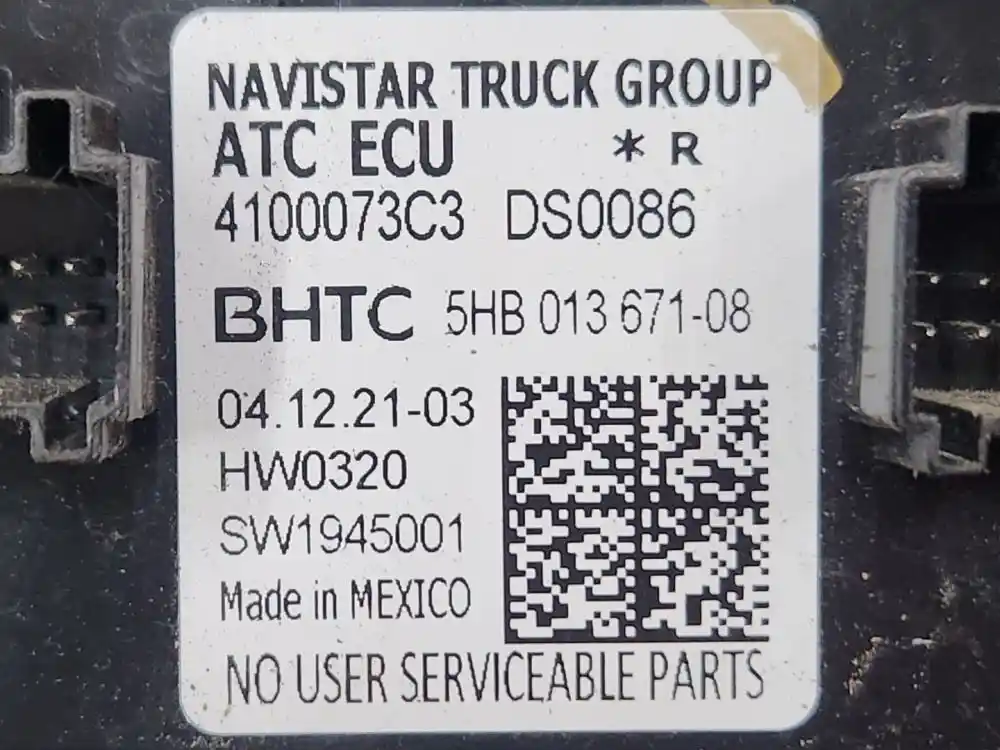 NAVISTAR TRUCK GROUP
ATC ECU * R
4100073C3 DS0086
BHTC 5HB 013 671-08
04.12.21-03
HW0320
SW1945001
Made in MEXICO
NO USER SERVICEABLE PARTS